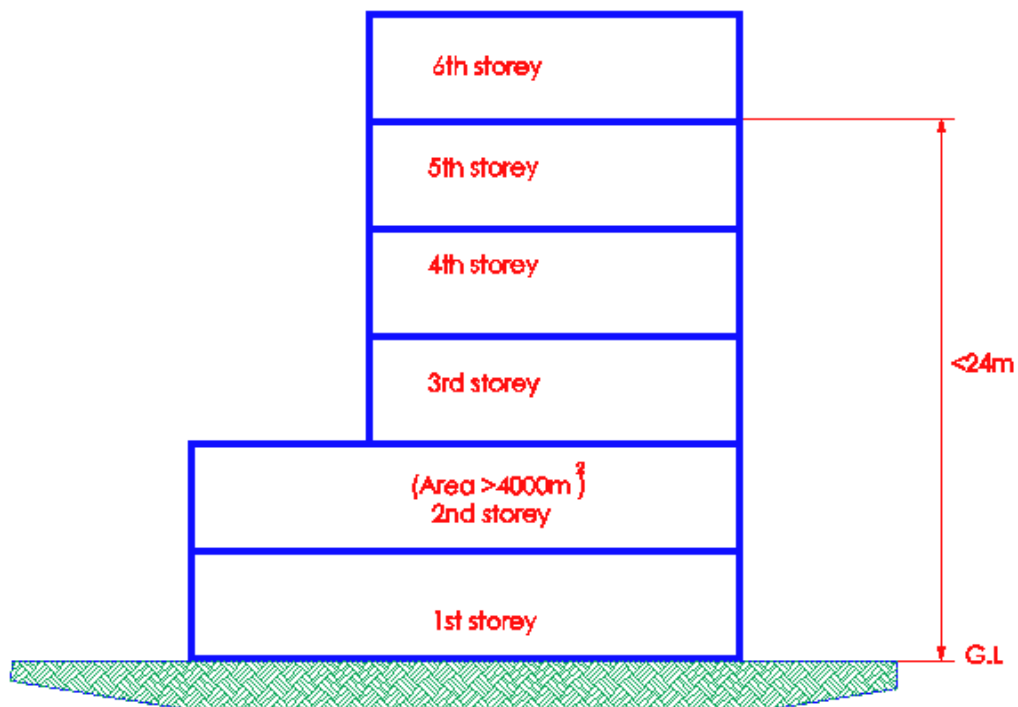 6th storey
5th storey
4th storey
<24m
3rd storey
(Area >4000m²)
2nd storey
1st storey
G.L